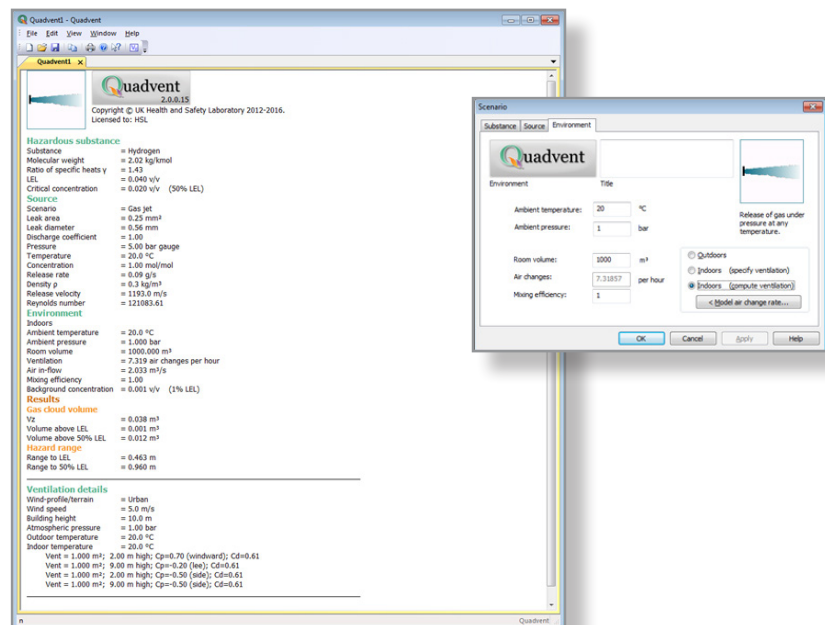 Quadvent1 - Quadvent
File Edit View Window Help
Quadvent1 x
Quadvent
2.0.0.15
Copyright © UK Health and Safety Laboratory 2012-2016.
Licensed to: HSL
Hazardous substance
Substance = Hydrogen
Molecular weight = 2.02 kg/kmol
Ratio of specific heats γ = 1.43
LEL = 0.040 v/v
Critical concentration = 0.020 v/v (50% LEL)
Source
Scenario = Gas jet
Leak area = 0.25 mm²
Leak diameter = 0.56 mm
Discharge coefficient = 1.00
Pressure = 5.00 bar gauge
Temperature = 20.0 °C
Concentration = 1.00 mol/mol
Release rate = 0.09 g/s
Density ρ = 0.3 kg/m³
Release velocity = 1193.0 m/s
Reynolds number = 121083.61
Environment
Indoors
Ambient temperature = 20.0 °C
Ambient pressure = 1.000 bar
Room volume = 1000.000 m³
Ventilation = 7.319 air changes per hour
Air in-flow = 2.033 m³/s
Mixing efficiency = 1.00
Background concentration = 0.001 v/v (1% LEL)
Results
Gas cloud volume
Vz = 0.038 m³
Volume above LEL = 0.001 m³
Volume above 50% LEL = 0.012 m³
Hazard range
Range to LEL = 0.463 m
Range to 50% LEL = 0.960 m
Ventilation details
Wind-profile/terrain = Urban
Wind speed = 5.0 m/s
Building height = 10.0 m
Atmospheric pressure = 1.00 bar
Outdoor temperature = 20.0 °C
Indoor temperature = 20.0 °C
Vent = 1.000 m²; 2.00 m high; Cp=0.70 (windward); Cd=0.61
Vent = 1.000 m²; 9.00 m high; Cp=-0.20 (lee); Cd=0.61
Vent = 1.000 m²; 2.00 m high; Cp=-0.50 (side); Cd=0.61
Vent = 1.000 m²; 9.00 m high; Cp=-0.50 (side); Cd=0.61
n Quadvent
Scenario
Substance Source Environment
Quadvent
Environment Title
Ambient temperature: 20 °C
Ambient pressure: 1 bar
Release of gas under
pressure at any
temperature.
Room volume: 1000 m³
Air changes: 7.31857 per hour
Mixing efficiency: 1
Outdoors
Indoors (specify ventilation)
Indoors (compute ventilation)
< Model air change rate...
OK Cancel Apply Help